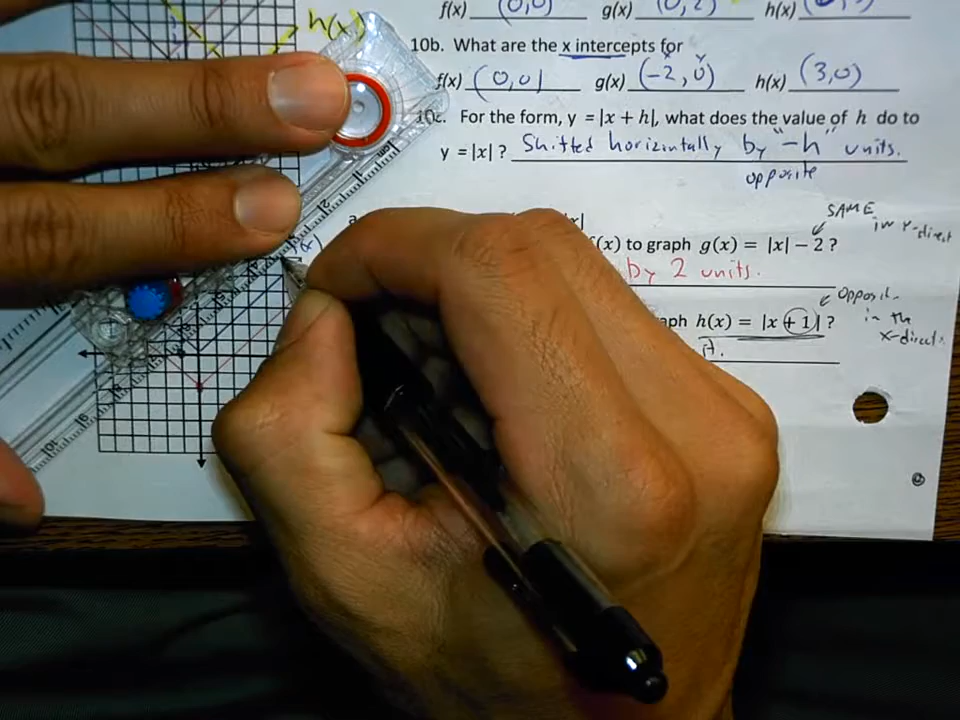 h(x)
f(x) (0,0) g(x) (0,2) h(x)
10b. What are the x intercepts for
f(x) (0,0) g(x) (-2,0) h(x) (3,0)
10c. For the form, y = |x + h|, what does the value of h do to
y = |x| ? Shifted horizintally by "-h" units.
opposite
SAME
in Y-direct
(x) to graph g(x) = |x| − 2 ?
by 2 units.
Opposit
in the
x-direct.
aph h(x) = |x + 1| ?